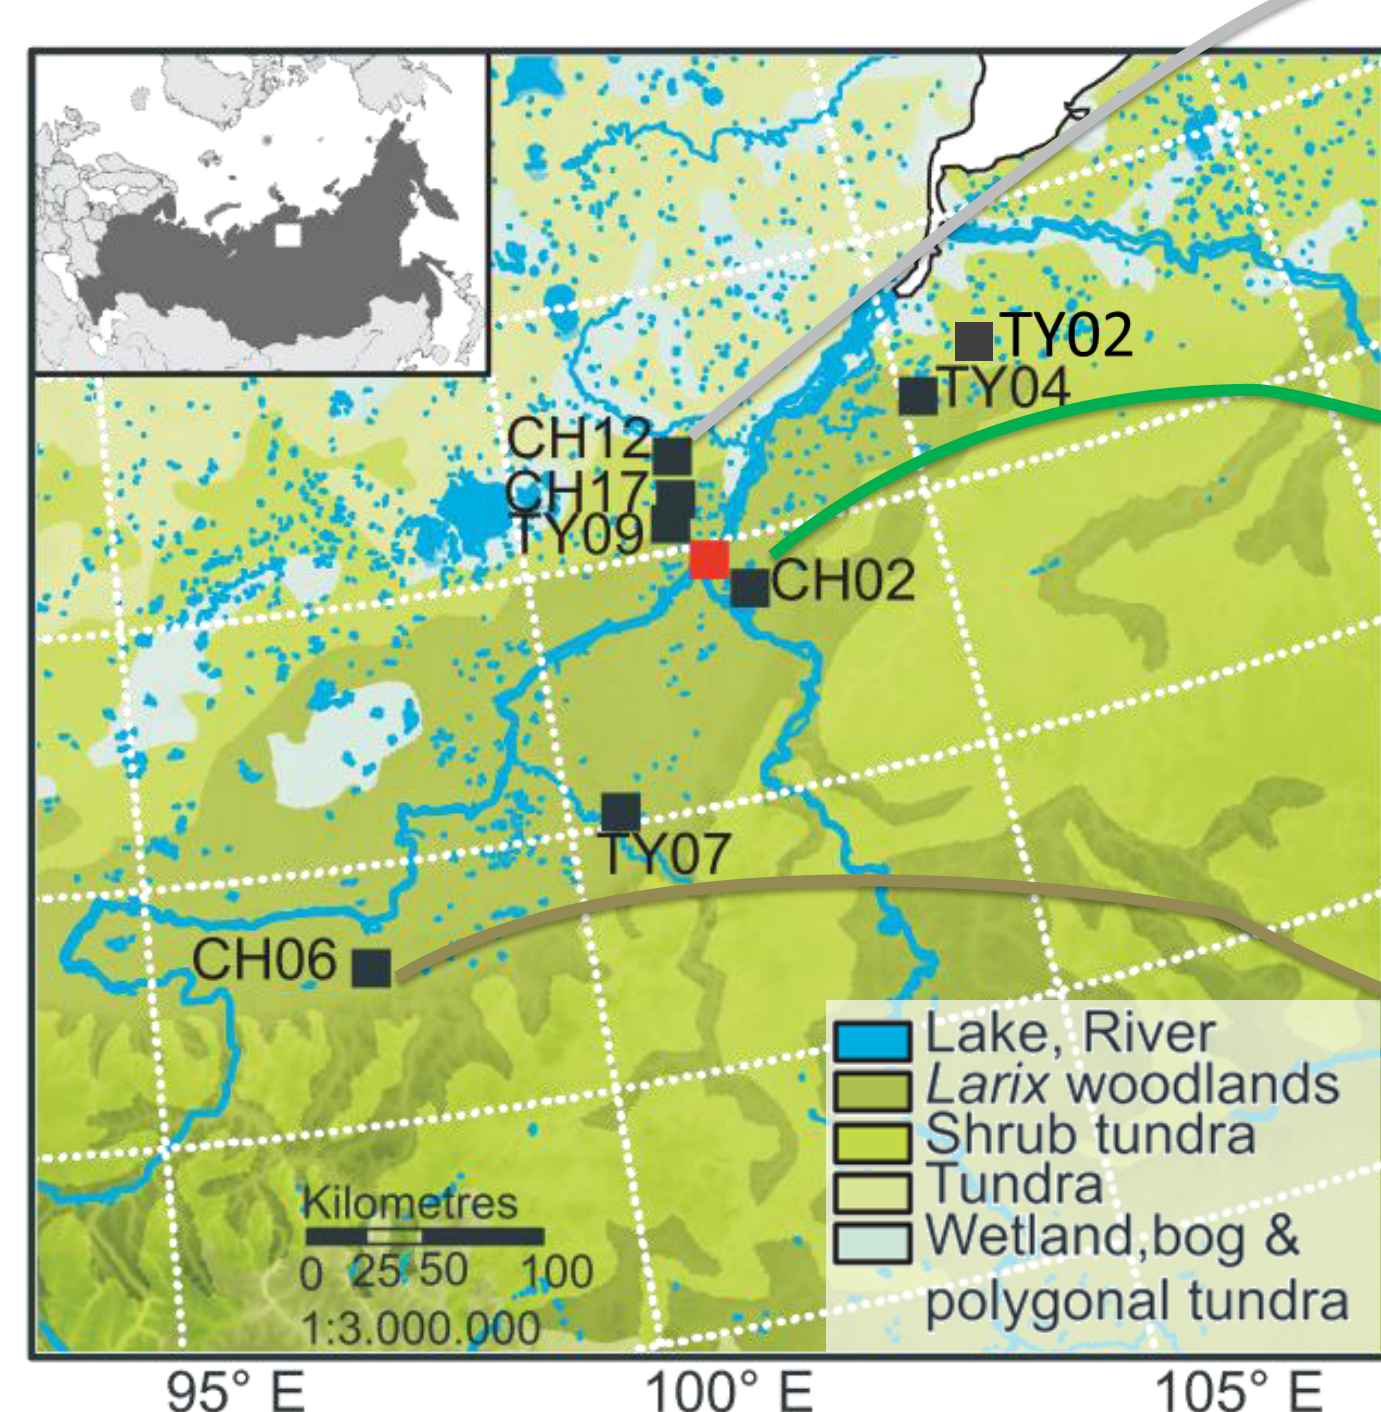 TY02
TY04
CH12
CH17
TY09
CH02
TY07
CH06
Lake, River
Larix woodlands
Shrub tundra
Tundra
Wetland,bog &
polygonal tundra
Kilometres
0 25 50 100
1:3.000.000
95° E 100° E 105° E